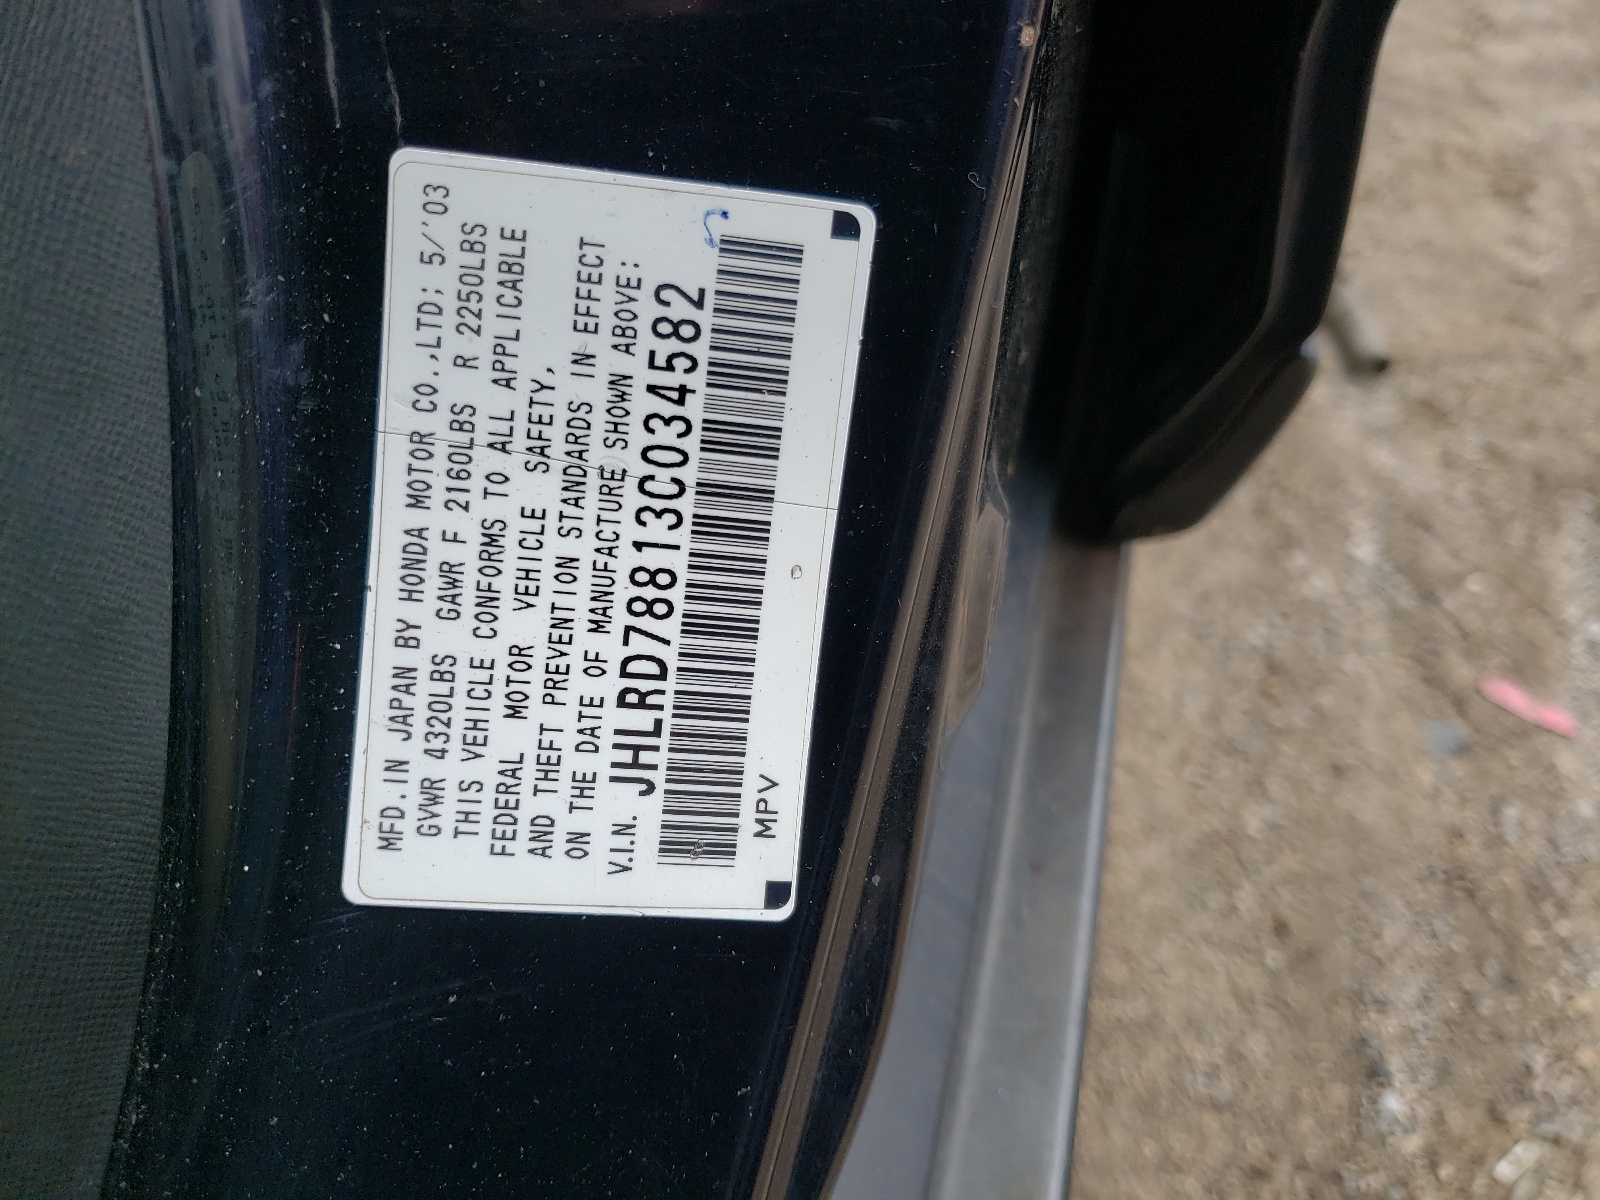 MFD.IN JAPAN BY HONDA MOTOR CO.,LTD; 5/'03
GVWR 4320LBS GAWR F 2160LBS R 2250LBS
THIS VEHICLE CONFORMS TO ALL APPLICABLE
FEDERAL MOTOR VEHICLE SAFETY,
AND THEFT PREVENTION STANDARDS IN EFFECT
ON THE DATE OF MANUFACTURE SHOWN ABOVE:
V.I.N. JHLRD78813C034582
MPV